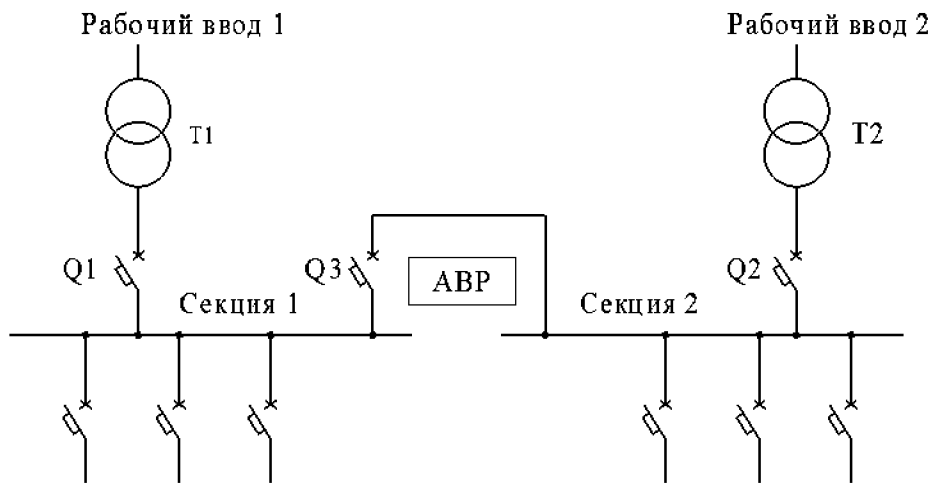 Рабочий ввод 1
Рабочий ввод 2
T1
T2
Q1
Q3
АВР
Q2
Секция 1
Секция 2